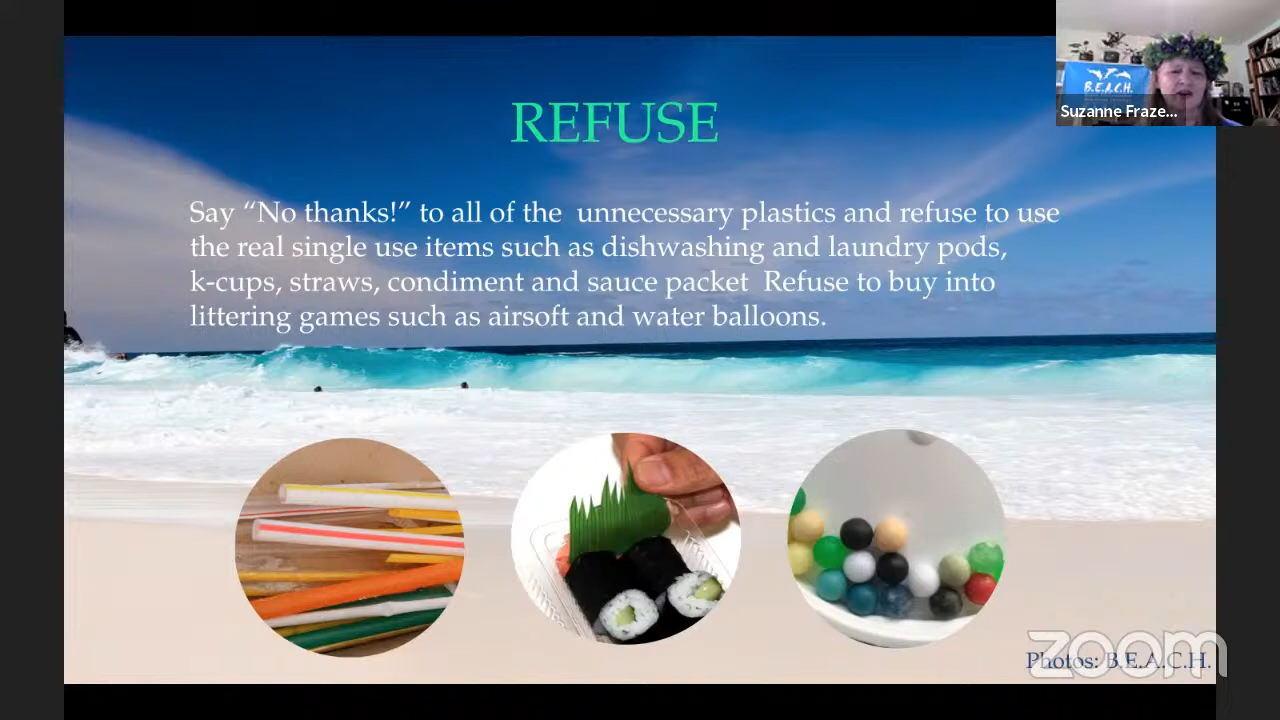 B.E.A.C.H.
Suzanne Fraze...
REFUSE
Say “No thanks!” to all of the  unnecessary plastics and refuse to use
the real single use items such as dishwashing and laundry pods,
k-cups, straws, condiment and sauce packet  Refuse to buy into
littering games such as airsoft and water balloons.
zoom
Photos: B.E.A.C.H.